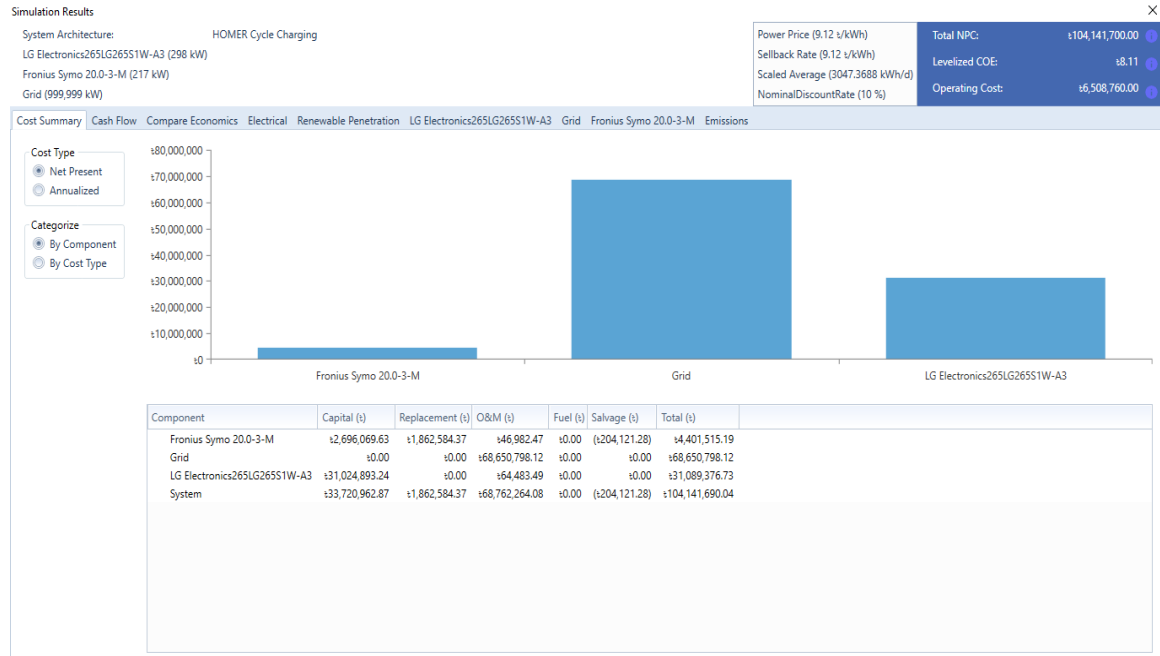 Simulation Results
System Architecture: HOMER Cycle Charging
LG Electronics265LG265S1W-A3 (298 kW)
Fronius Symo 20.0-3-M (217 kW)
Grid (999,999 kW)
Power Price (9.12 ৳/kWh)
Sellback Rate (9.12 ৳/kWh)
Scaled Average (3047.3688 kWh/d)
NominalDiscountRate (10 %)
Total NPC: ৳104,141,700.00
Levelized COE: ৳8.11
Operating Cost: ৳6,508,760.00
Cost Summary Cash Flow Compare Economics Electrical Renewable Penetration LG Electronics265LG265S1W-A3 Grid Fronius Symo 20.0-3-M Emissions
Cost Type
Net Present
Annualized
Categorize
By Component
By Cost Type
৳80,000,000
৳70,000,000
৳60,000,000
৳50,000,000
৳40,000,000
৳30,000,000
৳20,000,000
৳10,000,000
৳0
Fronius Symo 20.0-3-M Grid LG Electronics265LG265S1W-A3
Component Capital (৳) Replacement (৳) O&M (৳) Fuel (৳) Salvage (৳) Total (৳)
Fronius Symo 20.0-3-M ৳2,696,069.63 ৳1,862,584.37 ৳46,982.47 ৳0.00 (৳204,121.28) ৳4,401,515.19
Grid ৳0.00 ৳0.00 ৳68,650,798.12 ৳0.00 ৳0.00 ৳68,650,798.12
LG Electronics265LG265S1W-A3 ৳31,024,893.24 ৳0.00 ৳64,483.49 ৳0.00 ৳0.00 ৳31,089,376.73
System ৳33,720,962.87 ৳1,862,584.37 ৳68,762,264.08 ৳0.00 (৳204,121.28) ৳104,141,690.04